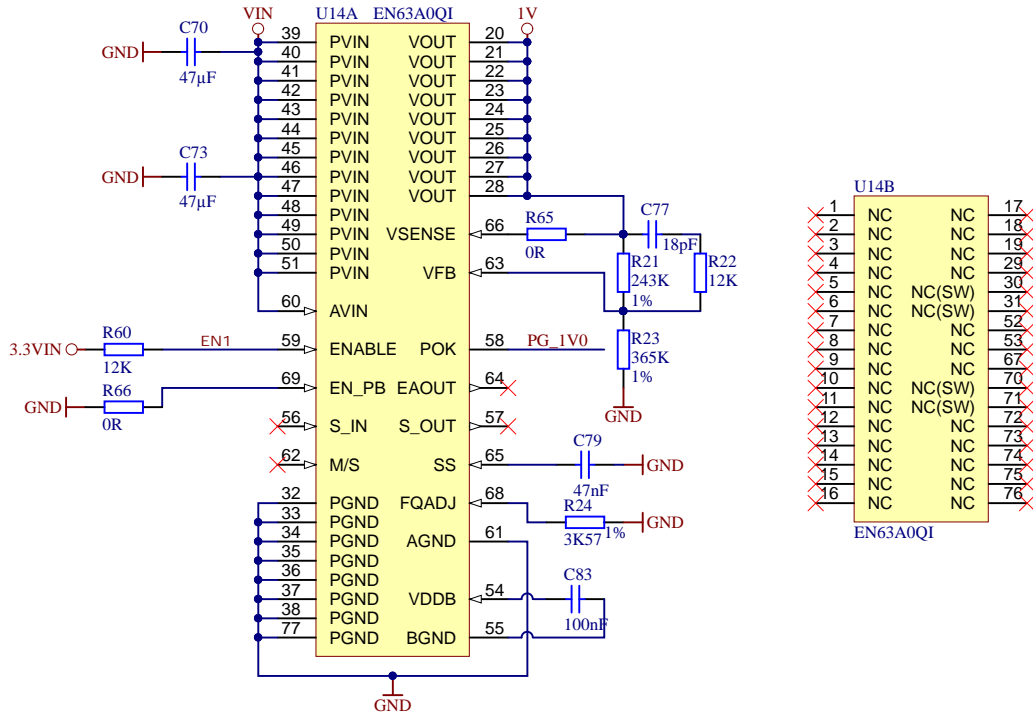 VIN
U14A
EN63A0QI
1V
C70
GND
47µF
39 PVIN VOUT 20
40 PVIN VOUT 21
41 PVIN VOUT 22
42 PVIN VOUT 23
43 PVIN VOUT 24
44 PVIN VOUT 25
C73
GND
47µF
45 PVIN VOUT 26
46 PVIN VOUT 27
47 PVIN VOUT 28
48 PVIN
49 PVIN VSENSE 66
50 PVIN
51 PVIN VFB 63
R65
0R
C77
18pF
R21
243K
1%
R22
12K
60 AVIN
R60
3.3VIN
12K
EN1
59 ENABLE POK 58
PG_1V0
R23
365K
1%
GND
R66
GND
0R
69 EN_PB EAOUT 64
56 S_IN S_OUT 57
62 M/S SS 65
C79
GND
47nF
32 PGND FQADJ 68
33 PGND
34 PGND AGND 61
35 PGND
36 PGND
37 PGND VDDB 54
38 PGND
77 PGND BGND 55
R24
GND
1%
3K57
C83
100nF
GND
U14B
1 NC NC 17
2 NC NC 18
3 NC NC 19
4 NC NC 29
5 NC NC(SW) 30
6 NC NC(SW) 31
7 NC NC 52
8 NC NC 53
9 NC NC 67
10 NC NC(SW) 70
11 NC NC(SW) 71
12 NC NC 72
13 NC NC 73
14 NC NC 74
15 NC NC 75
16 NC NC 76
EN63A0QI